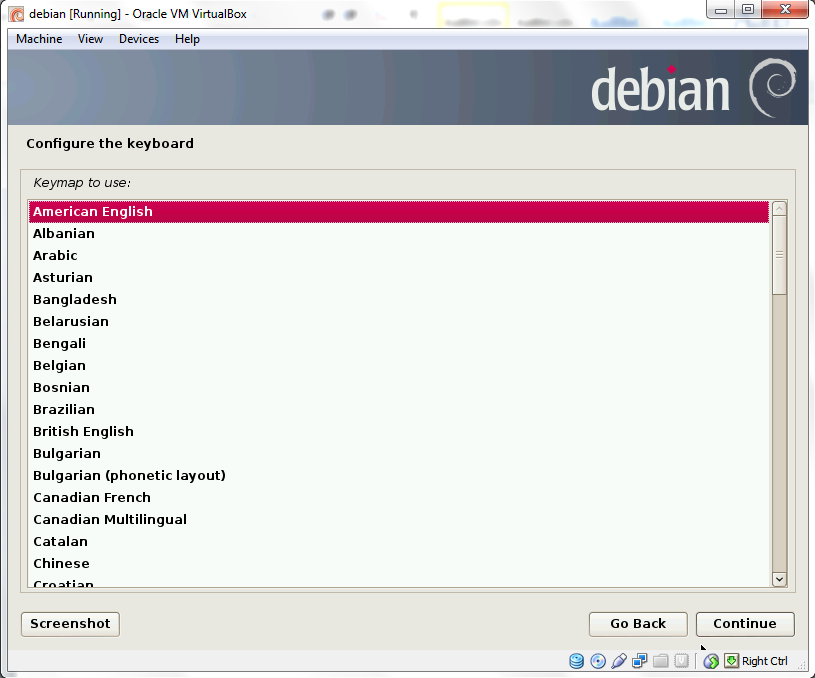 debian [Running] - Oracle VM VirtualBox
Machine View Devices Help
debian
Configure the keyboard
Keymap to use:
American English
Albanian
Arabic
Asturian
Bangladesh
Belarusian
Bengali
Belgian
Bosnian
Brazilian
British English
Bulgarian
Bulgarian (phonetic layout)
Canadian French
Canadian Multilingual
Catalan
Chinese
Croatian
Screenshot Go Back Continue
Right Ctrl